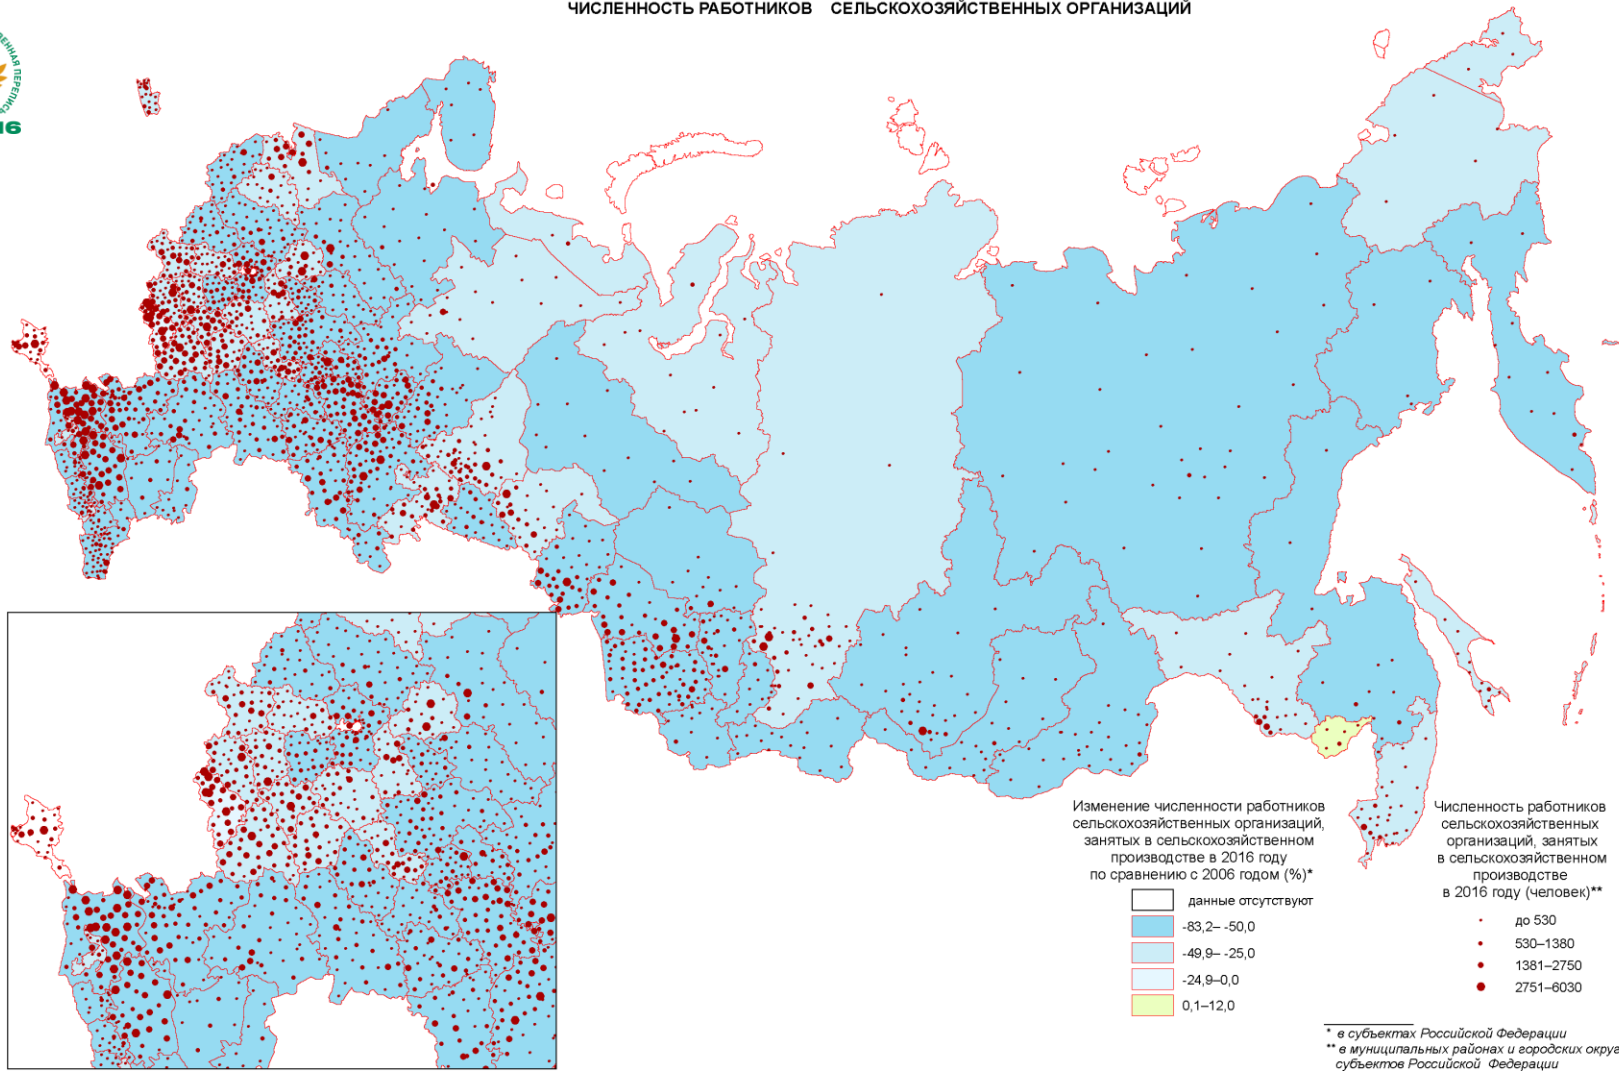 ЧИСЛЕННОСТЬ РАБОТНИКОВ СЕЛЬСКОХОЗЯЙСТВЕННЫХ ОРГАНИЗАЦИЙ
Изменение численности работников
сельскохозяйственных организаций,
занятых в сельскохозяйственном
производстве в 2016 году
по сравнению с 2006 годом (%)*
данные отсутствуют
-83,2– -50,0
-49,9– -25,0
-24,9–0,0
0,1–12,0
Численность работников
сельскохозяйственных
организаций, занятых
в сельскохозяйственном
производстве
в 2016 году (человек)**
до 530
530–1380
1381–2750
2751–6030
* в субъектах Российской Федерации
** в муниципальных районах и городских округа
субъектов Российской Федерации